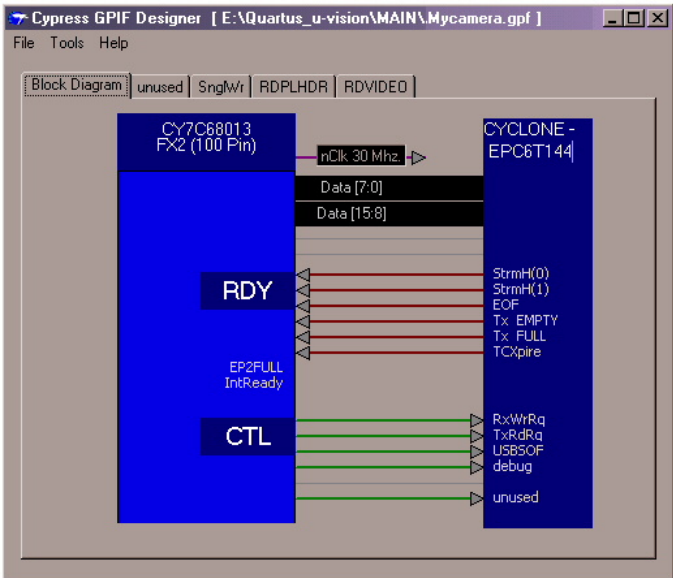 Cypress GPIF Designer [ E:\Quartus_u-vision\MAIN\Mycamera.gpf ]
File Tools Help
Block Diagram unused SnglWr RDPLHDR RDVIDEO
CY7C68013
FX2 (100 Pin)
nClk 30 Mhz.
CYCLONE -
EPC6T144
Data [7:0]
Data [15:8]
RDY
StrmH(0)
StrmH(1)
EOF
Tx EMPTY
Tx FULL
TCXpire
EP2FULL
IntReady
CTL
RxWrRq
TxRdRq
USBSOF
debug
unused